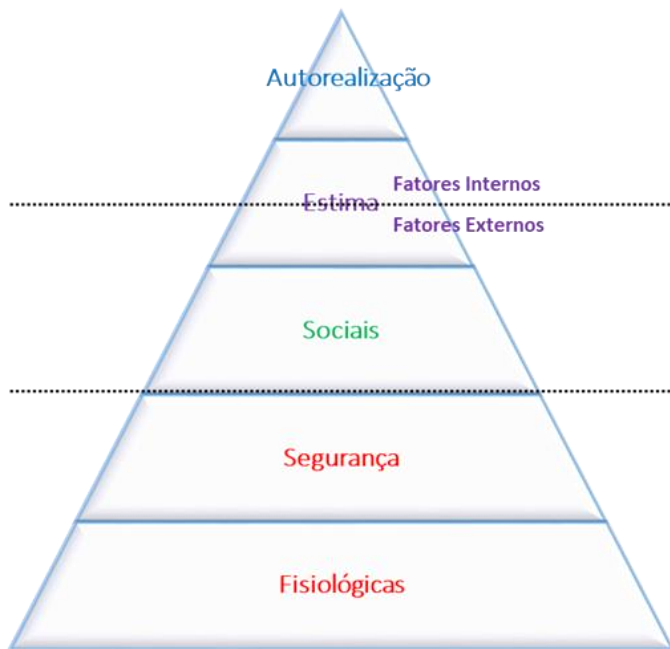 Autorealização
Fatores Internos
Estima
Fatores Externos
Sociais
Segurança
Fisiológicas